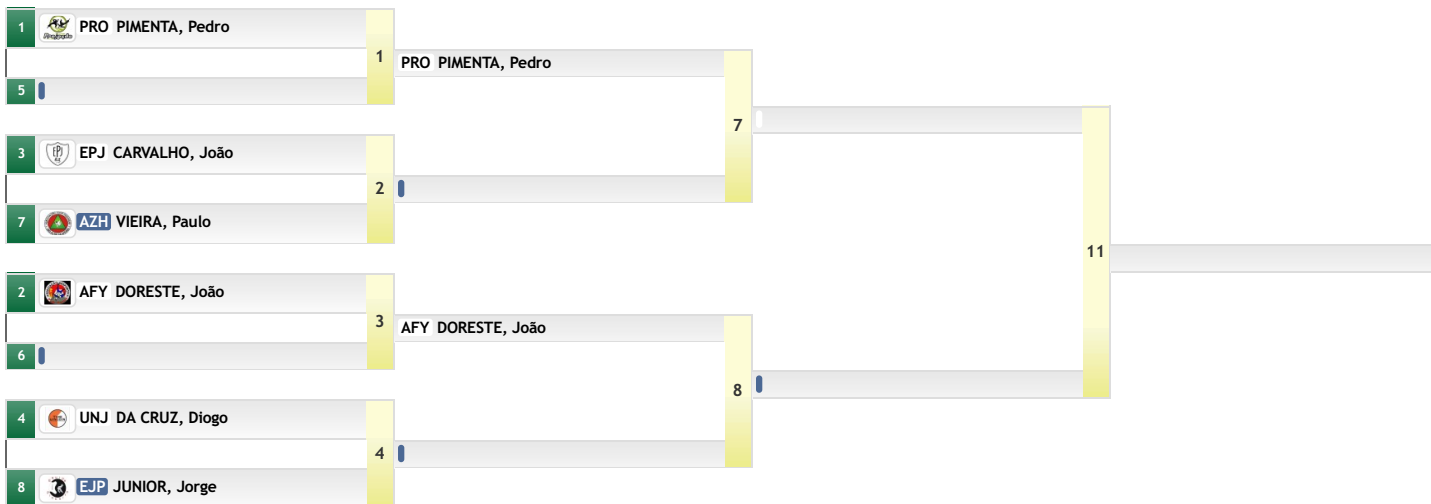 1 PRO PIMENTA, Pedro
1
PRO PIMENTA, Pedro
5
7
3 EPJ CARVALHO, João
2
7 AZH VIEIRA, Paulo
11
2 AFY DORESTE, João
3
AFY DORESTE, João
6
8
4 UNJ DA CRUZ, Diogo
4
8 EJP JUNIOR, Jorge